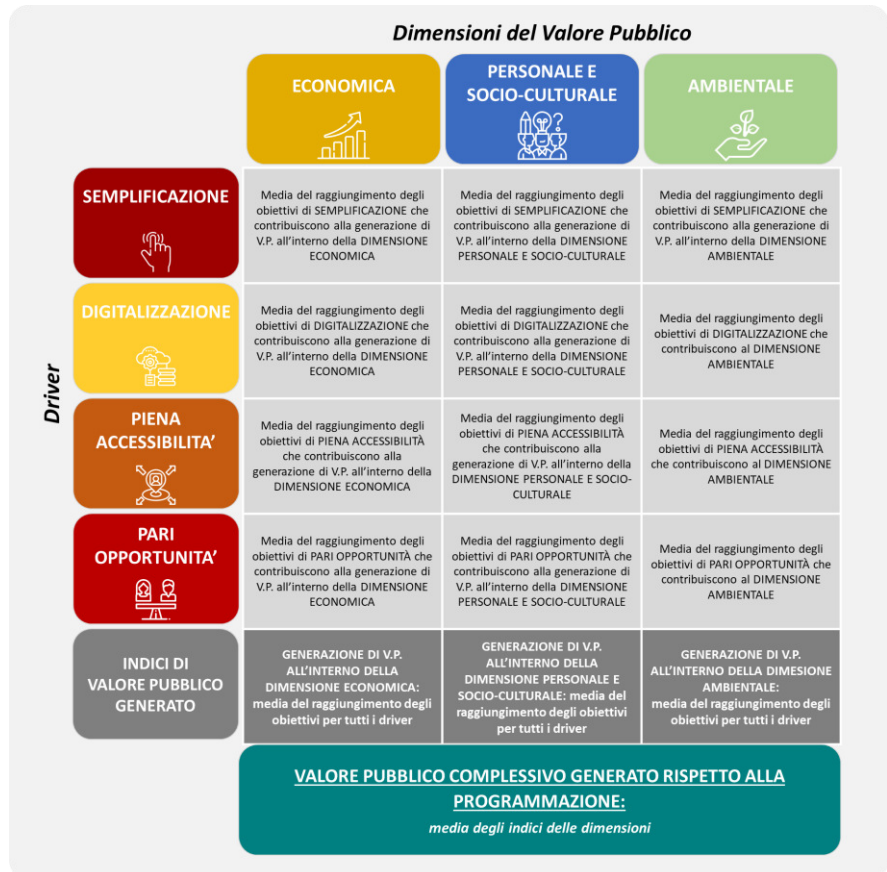 Dimensioni del Valore Pubblico
ECONOMICA
PERSONALE E
SOCIO-CULTURALE
AMBIENTALE
Driver
SEMPLIFICAZIONE
Media del raggiungimento degli
obiettivi di SEMPLIFICAZIONE che
contribuiscono alla generazione di
V.P. all’interno della DIMENSIONE
ECONOMICA
Media del raggiungimento degli
obiettivi di SEMPLIFICAZIONE che
contribuiscono alla generazione di
V.P. all’interno della DIMENSIONE
PERSONALE E SOCIO-CULTURALE
Media del raggiungimento degli
obiettivi di SEMPLIFICAZIONE che
contribuiscono alla generazione di
V.P. all’interno della DIMENSIONE
AMBIENTALE
DIGITALIZZAZIONE
Media del raggiungimento degli
obiettivi di DIGITALIZZAZIONE che
contribuiscono alla generazione di
V.P. all’interno della DIMENSIONE
ECONOMICA
Media del raggiungimento degli
obiettivi di DIGITALIZZAZIONE che
contribuiscono alla generazione di
V.P. all’interno della DIMENSIONE
PERSONALE E SOCIO-CULTURALE
Media del raggiungimento degli
obiettivi di DIGITALIZZAZIONE che
contribuiscono al DIMENSIONE
AMBIENTALE
PIENA
ACCESSIBILITA’
Media del raggiungimento degli
obiettivi di PIENA ACCESSIBILITÀ
che contribuiscono alla
generazione di V.P. all’interno della
DIMENSIONE ECONOMICA
Media del raggiungimento degli
obiettivi di PIENA ACCESSIBILITÀ
che contribuiscono alla
generazione di V.P. all’interno della
DIMENSIONE PERSONALE E SOCIO-
CULTURALE
Media del raggiungimento degli
obiettivi di PIENA ACCESSIBILITÀ
che contribuiscono al DIMENSIONE
AMBIENTALE
PARI
OPPORTUNITA’
Media del raggiungimento degli
obiettivi di PARI OPPORTUNITÀ che
contribuiscono alla generazione di
V.P. all’interno della DIMENSIONE
ECONOMICA
Media del raggiungimento degli
obiettivi di PARI OPPORTUNITÀ che
contribuiscono alla generazione di
V.P. all’interno della DIMENSIONE
PERSONALE E SOCIO-CULTURALE
Media del raggiungimento degli
obiettivi di PARI OPPORTUNITÀ che
contribuiscono al DIMENSIONE
AMBIENTALE
INDICI DI
VALORE PUBBLICO
GENERATO
GENERAZIONE DI V.P.
ALL’INTERNO DELLA
DIMENSIONE ECONOMICA:
media del raggiungimento degli
obiettivi per tutti i driver
GENERAZIONE DI V.P.
ALL’INTERNO DELLA
DIMENSIONE PERSONALE E
SOCIO-CULTURALE: media del
raggiungimento degli obiettivi
per tutti i driver
GENERAZIONE DI V.P.
ALL’INTERNO DELLA DIMESIONE
AMBIENTALE:
media del raggiungimento degli
obiettivi per tutti i driver
VALORE PUBBLICO COMPLESSIVO GENERATO RISPETTO ALLA
PROGRAMMAZIONE:
media degli indici delle dimensioni